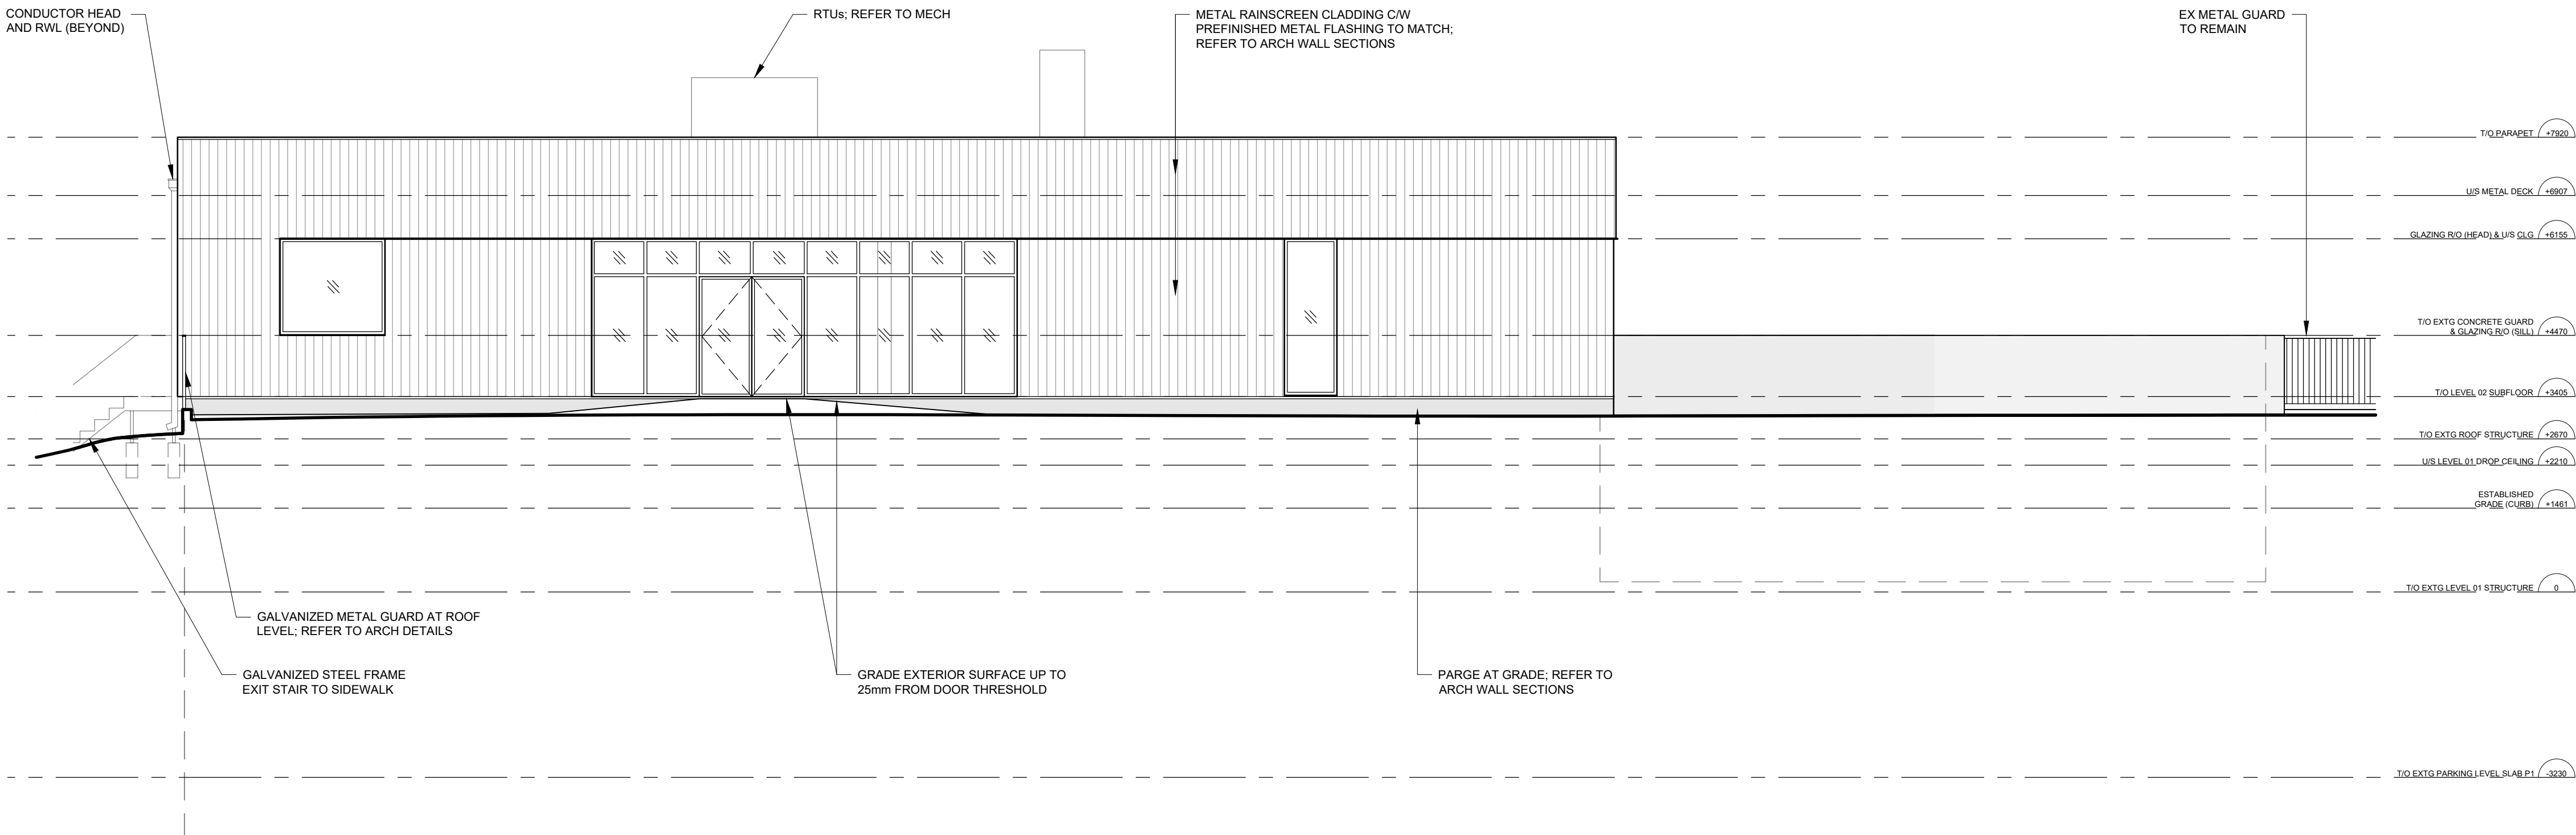 CONDUCTOR HEAD
AND RWL (BEYOND)
RTUs; REFER TO MECH
METAL RAINSCREEN CLADDING C/W
PREFINISHED METAL FLASHING TO MATCH;
REFER TO ARCH WALL SECTIONS
EX METAL GUARD
TO REMAIN
T/O PARAPET +7920
U/S METAL DECK +6907
GLAZING R/O (HEAD) & U/S CLG +6155
T/O EXTG CONCRETE GUARD
& GLAZING R/O (SILL) +4470
T/O LEVEL 02 SUBFLOOR +3405
T/O EXTG ROOF STRUCTURE +2670
U/S LEVEL 01 DROP CEILING +2210
ESTABLISHED
GRADE (CURB) +1461
T/O EXTG LEVEL 01 STRUCTURE 0
GALVANIZED METAL GUARD AT ROOF
LEVEL; REFER TO ARCH DETAILS
GALVANIZED STEEL FRAME
EXIT STAIR TO SIDEWALK
GRADE EXTERIOR SURFACE UP TO
25mm FROM DOOR THRESHOLD
PARGE AT GRADE; REFER TO
ARCH WALL SECTIONS
T/O EXTG PARKING LEVEL SLAB P1 -3230